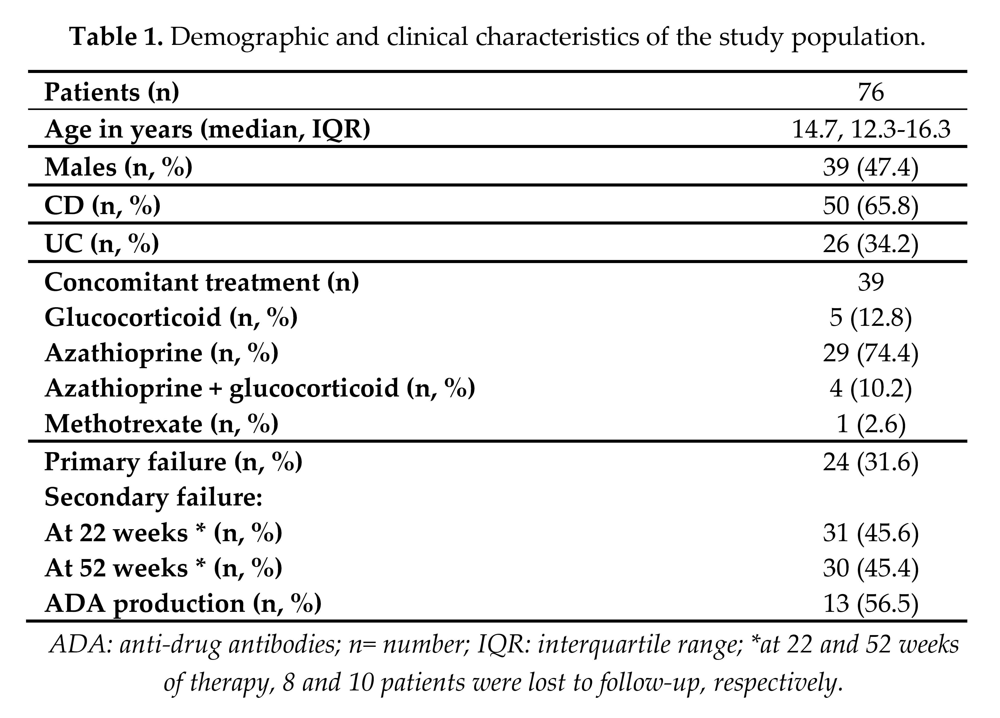 Table 1. Demographic and clinical characteristics of the study population.
Patients (n) 76
Age in years (median, IQR) 14.7, 12.3-16.3
Males (n, %) 39 (47.4)
CD (n, %) 50 (65.8)
UC (n, %) 26 (34.2)
Concomitant treatment (n) 39
Glucocorticoid (n, %) 5 (12.8)
Azathioprine (n, %) 29 (74.4)
Azathioprine + glucocorticoid (n, %) 4 (10.2)
Methotrexate (n, %) 1 (2.6)
Primary failure (n, %) 24 (31.6)
Secondary failure:
At 22 weeks * (n, %) 31 (45.6)
At 52 weeks * (n, %) 30 (45.4)
ADA production (n, %) 13 (56.5)
ADA: anti-drug antibodies; n= number; IQR: interquartile range; *at 22 and 52 weeks
of therapy, 8 and 10 patients were lost to follow-up, respectively.